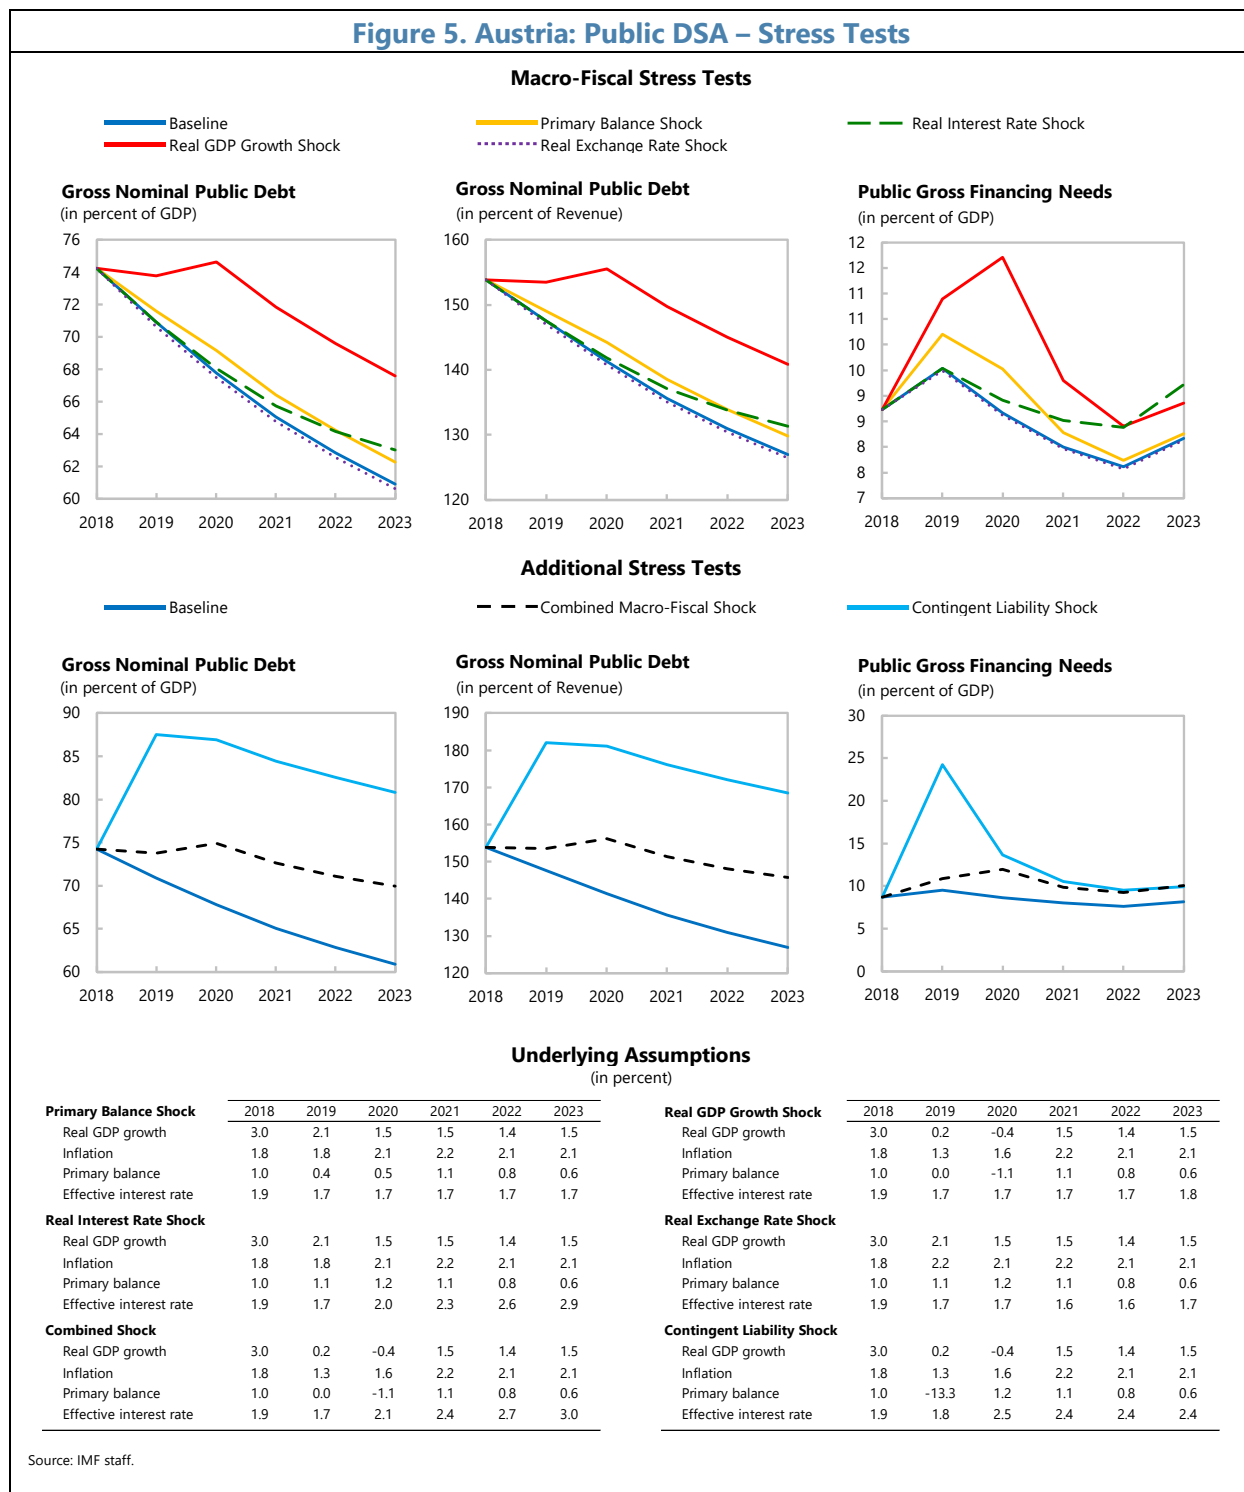 Figure 5. Austria: Public DSA – Stress Tests
Macro-Fiscal Stress Tests
Baseline
Primary Balance Shock
Real Interest Rate Shock
Real GDP Growth Shock
Real Exchange Rate Shock
Gross Nominal Public Debt
(in percent of GDP)
76
74
72
70
68
66
64
62
60
2018 2019 2020 2021 2022 2023
Gross Nominal Public Debt
(in percent of Revenue)
160
150
140
130
120
2018 2019 2020 2021 2022 2023
Public Gross Financing Needs
(in percent of GDP)
12
12
11
11
10
10
9
9
8
8
7
2018 2019 2020 2021 2022 2023
Additional Stress Tests
Baseline
Combined Macro-Fiscal Shock
Contingent Liability Shock
Gross Nominal Public Debt
(in percent of GDP)
90
85
80
75
70
65
60
2018 2019 2020 2021 2022 2023
Gross Nominal Public Debt
(in percent of Revenue)
190
180
170
160
150
140
130
120
2018 2019 2020 2021 2022 2023
Public Gross Financing Needs
(in percent of GDP)
30
25
20
15
10
5
0
2018 2019 2020 2021 2022 2023
Underlying Assumptions
(in percent)
Primary Balance Shock 2018 2019 2020 2021 2022 2023
Real GDP growth 3.0 2.1 1.5 1.5 1.4 1.5
Inflation 1.8 1.8 2.1 2.2 2.1 2.1
Primary balance 1.0 0.4 0.5 1.1 0.8 0.6
Effective interest rate 1.9 1.7 1.7 1.7 1.7 1.7
Real Interest Rate Shock
Real GDP growth 3.0 2.1 1.5 1.5 1.4 1.5
Inflation 1.8 1.8 2.1 2.2 2.1 2.1
Primary balance 1.0 1.1 1.2 1.1 0.8 0.6
Effective interest rate 1.9 1.7 2.0 2.3 2.6 2.9
Combined Shock
Real GDP growth 3.0 0.2 -0.4 1.5 1.4 1.5
Inflation 1.8 1.3 1.6 2.2 2.1 2.1
Primary balance 1.0 0.0 -1.1 1.1 0.8 0.6
Effective interest rate 1.9 1.7 2.1 2.4 2.7 3.0
Real GDP Growth Shock 2018 2019 2020 2021 2022 2023
Real GDP growth 3.0 0.2 -0.4 1.5 1.4 1.5
Inflation 1.8 1.3 1.6 2.2 2.1 2.1
Primary balance 1.0 0.0 -1.1 1.1 0.8 0.6
Effective interest rate 1.9 1.7 1.7 1.7 1.7 1.8
Real Exchange Rate Shock
Real GDP growth 3.0 2.1 1.5 1.5 1.4 1.5
Inflation 1.8 2.2 2.1 2.2 2.1 2.1
Primary balance 1.0 1.1 1.2 1.1 0.8 0.6
Effective interest rate 1.9 1.7 1.7 1.6 1.6 1.7
Contingent Liability Shock
Real GDP growth 3.0 0.2 -0.4 1.5 1.4 1.5
Inflation 1.8 1.3 1.6 2.2 2.1 2.1
Primary balance 1.0 -13.3 1.2 1.1 0.8 0.6
Effective interest rate 1.9 1.8 2.5 2.4 2.4 2.4
Source: IMF staff.